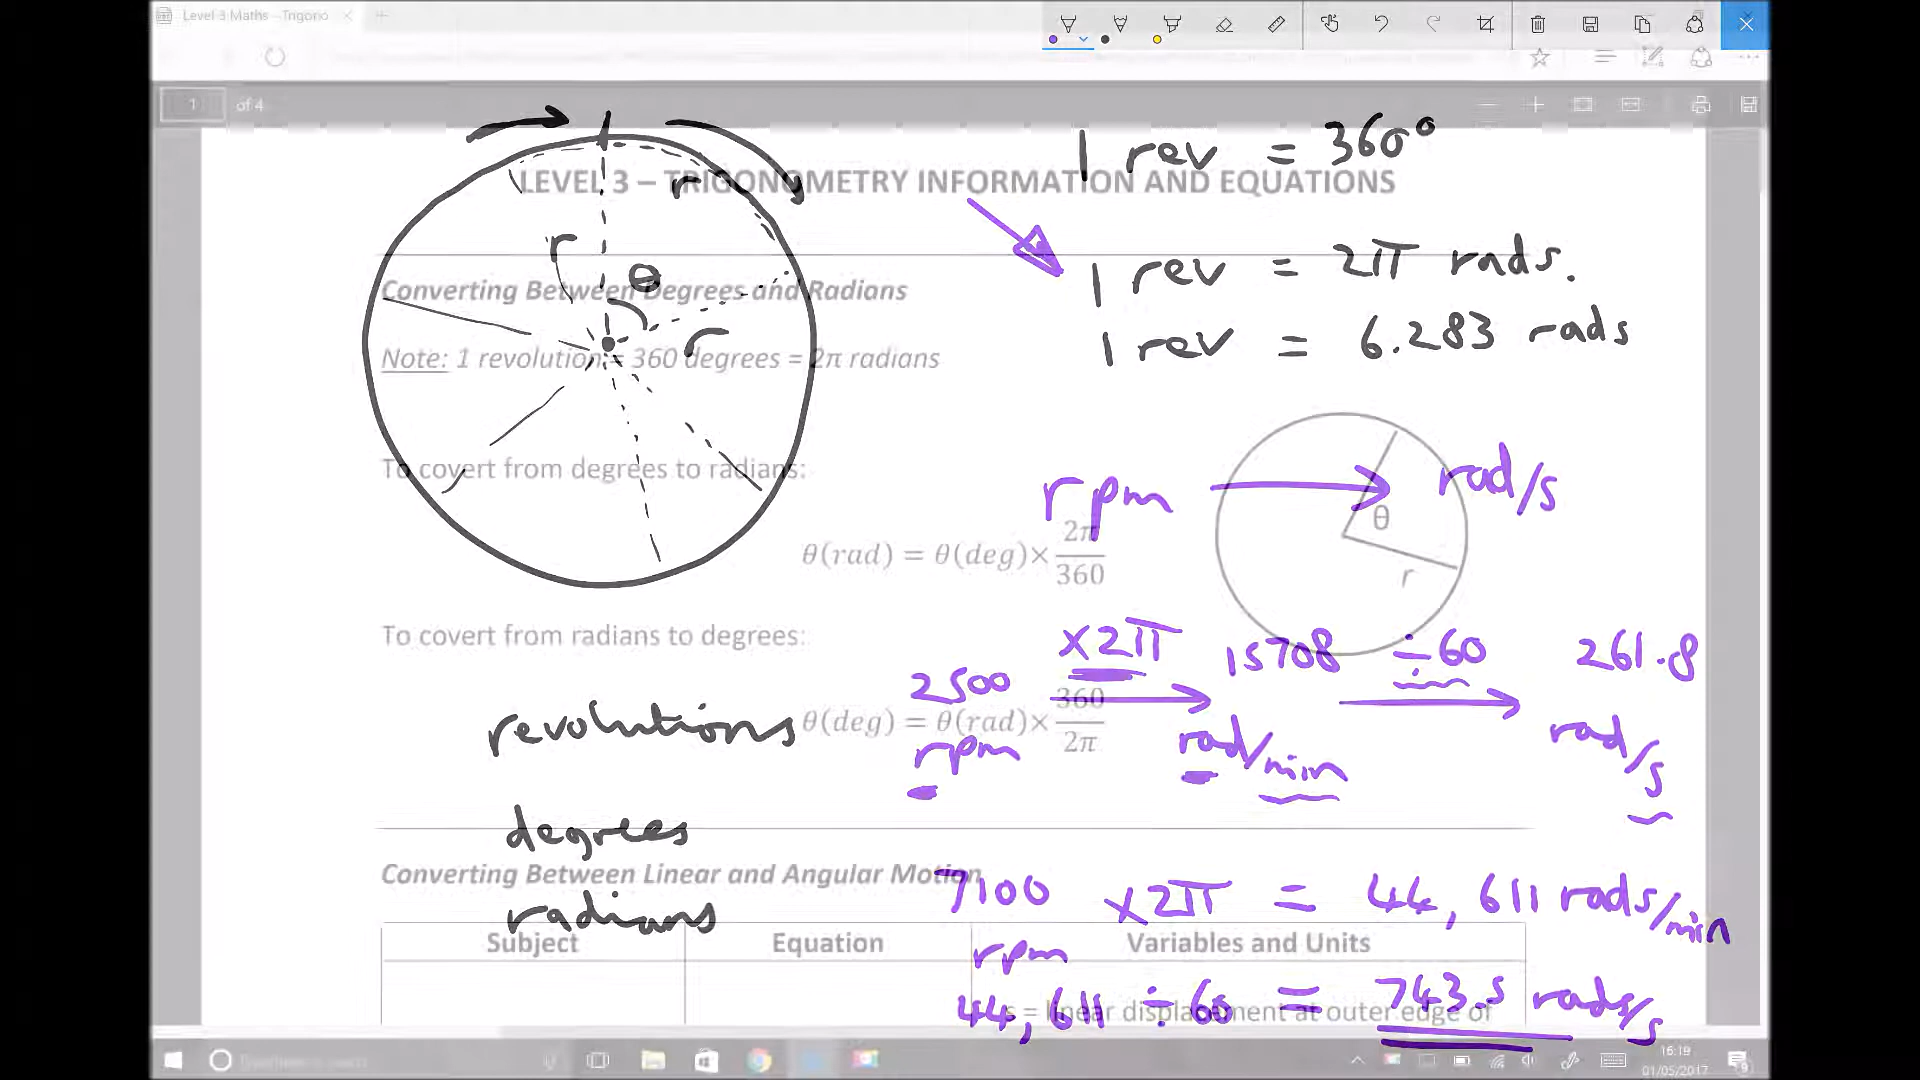 Level 3 Maths - Trigono
1 of 4
1 rev = 360°
r
LEVEL 3 – TRIGONOMETRY INFORMATION AND EQUATIONS
r
θ
1 rev = 2π rads.
Converting Between Degrees and Radians
r
1 rev = 6.283 rads
Note: 1 revolution = 360 degrees = 2π radians
To covert from degrees to radians:
rpm rad/s
θ
θ(rad) = θ(deg)× 2π/360
r
To covert from radians to degrees:
×2π 15708 ÷60 261.8
2500
revolutions
θ(deg) = θ(rad)× 360/2π
rpm rad/min rad/s
degrees
Converting Between Linear and Angular Motion
7100 ×2π = 44,611 rads/min
radians
Subject Equation Variables and Units
rpm
44,611 ÷ 60 = 743.5 rads/s
s = linear displacement at outer edge of
16:19
01/05/2017